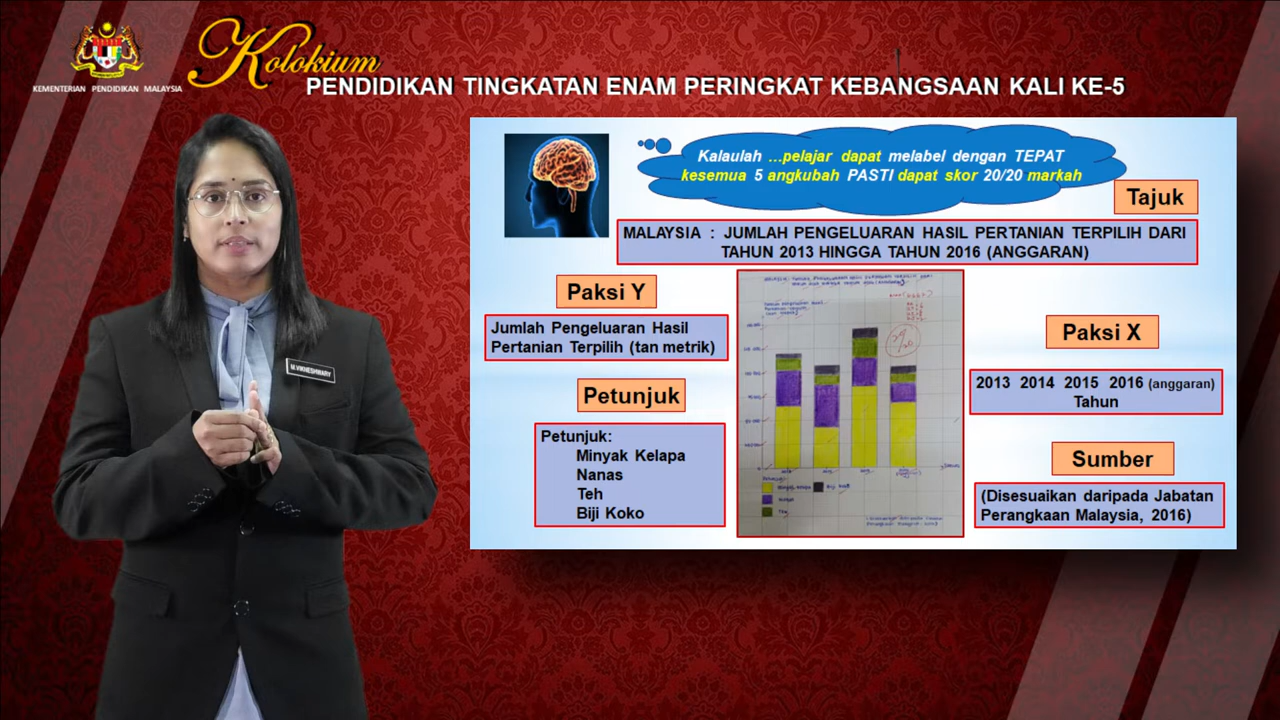 Kolokium
KEMENTERIAN PENDIDIKAN MALAYSIA
PENDIDIKAN TINGKATAN ENAM PERINGKAT KEBANGSAAN KALI KE-5
Kalaulah ...pelajar dapat melabel dengan TEPAT
kesemua 5 angkubah PASTI dapat skor 20/20 markah
Tajuk
MALAYSIA : JUMLAH PENGELUARAN HASIL PERTANIAN TERPILIH DARI
TAHUN 2013 HINGGA TAHUN 2016 (ANGGARAN)
Paksi Y
Jumlah Pengeluaran Hasil
Pertanian Terpilih (tan metrik)
Petunjuk
Petunjuk:
Minyak Kelapa
Nanas
Teh
Biji Koko
Paksi X
2013 2014 2015 2016 (anggaran)
Tahun
Sumber
(Disesuaikan daripada Jabatan
Perangkaan Malaysia, 2016)
M.VIKNESHWARY